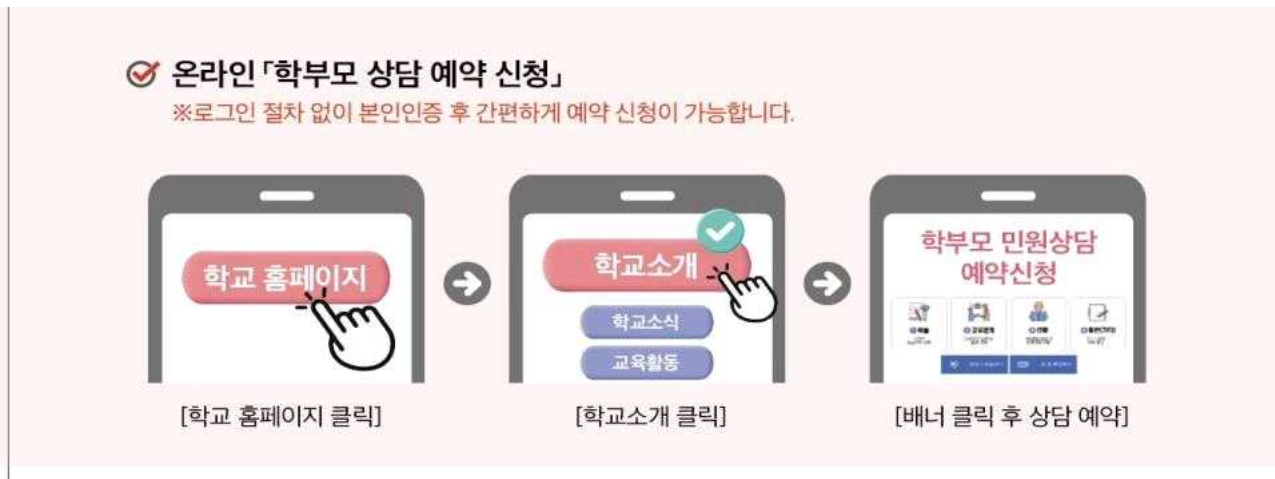 온라인 「학부모 상담 예약 신청」
※로그인 절차 없이 본인인증 후 간편하게 예약 신청이 가능합니다.
학교 홈페이지
학교소개
학교소식
교육활동
학부모 민원상담
예약신청
[학교 홈페이지 클릭]
[학교소개 클릭]
[배너 클릭 후 상담 예약]